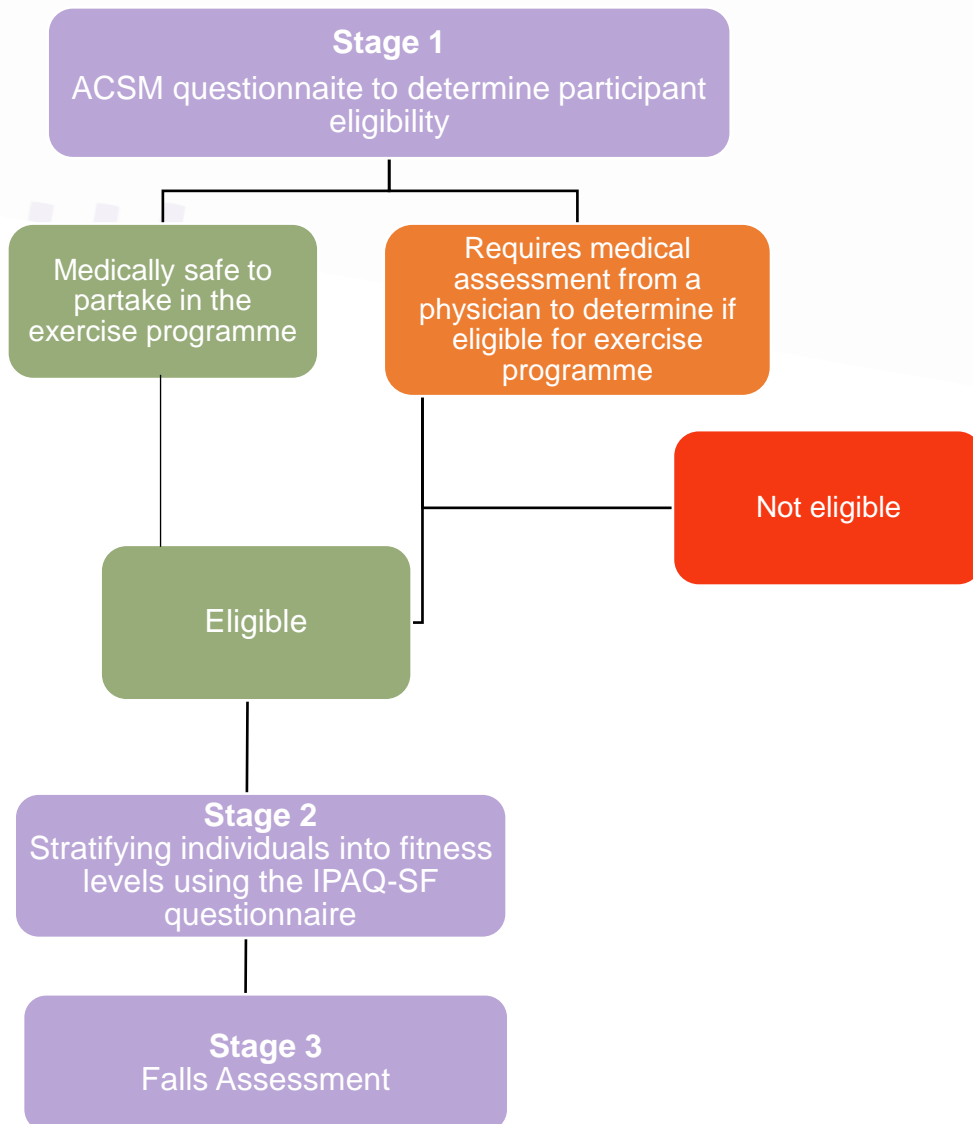 Stage 1
ACSM questionnaite to determine participant
eligibility
Medically safe to
partake in the
exercise programme
Requires medical
assessment from a
physician to determine if
eligible for exercise
programme
Not eligible
Eligible
Stage 2
Stratifying individuals into fitness
levels using the IPAQ-SF
questionnaire
Stage 3
Falls Assessment